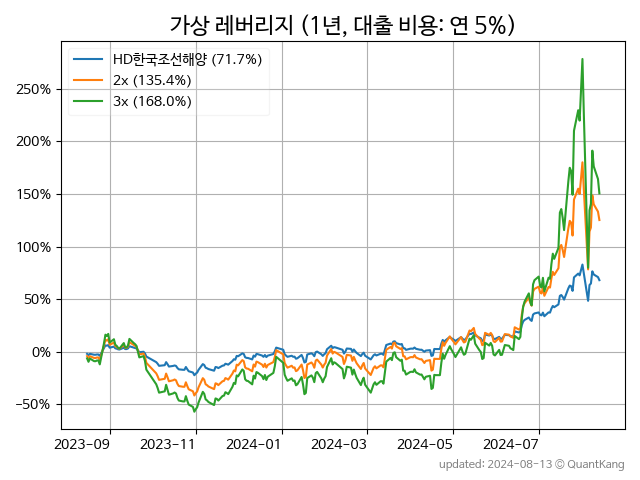 가상 레버리지 (1년, 대출 비용: 연 5%)
HD한국조선해양 (71.7%)
2x (135.4%)
3x (168.0%)
250%
200%
150%
100%
50%
0%
−50%
2023-09 2023-11 2024-01 2024-03 2024-05 2024-07
updated: 2024-08-13 © QuantKang